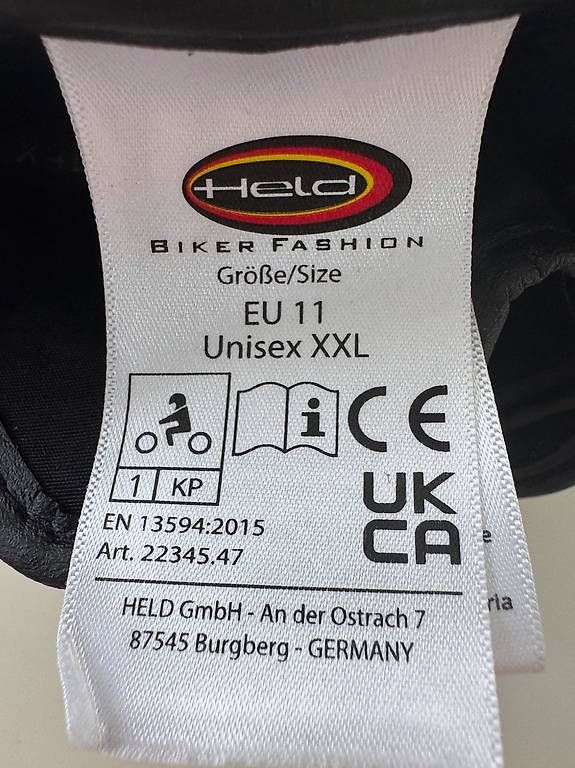 Held
BIKER FASHION
Größe/Size
EU 11
Unisex XXL
i
CE
1 KP
UK
CA
EN 13594:2015
Art. 22345.47
HELD GmbH - An der Ostrach 7
87545 Burgberg - GERMANY